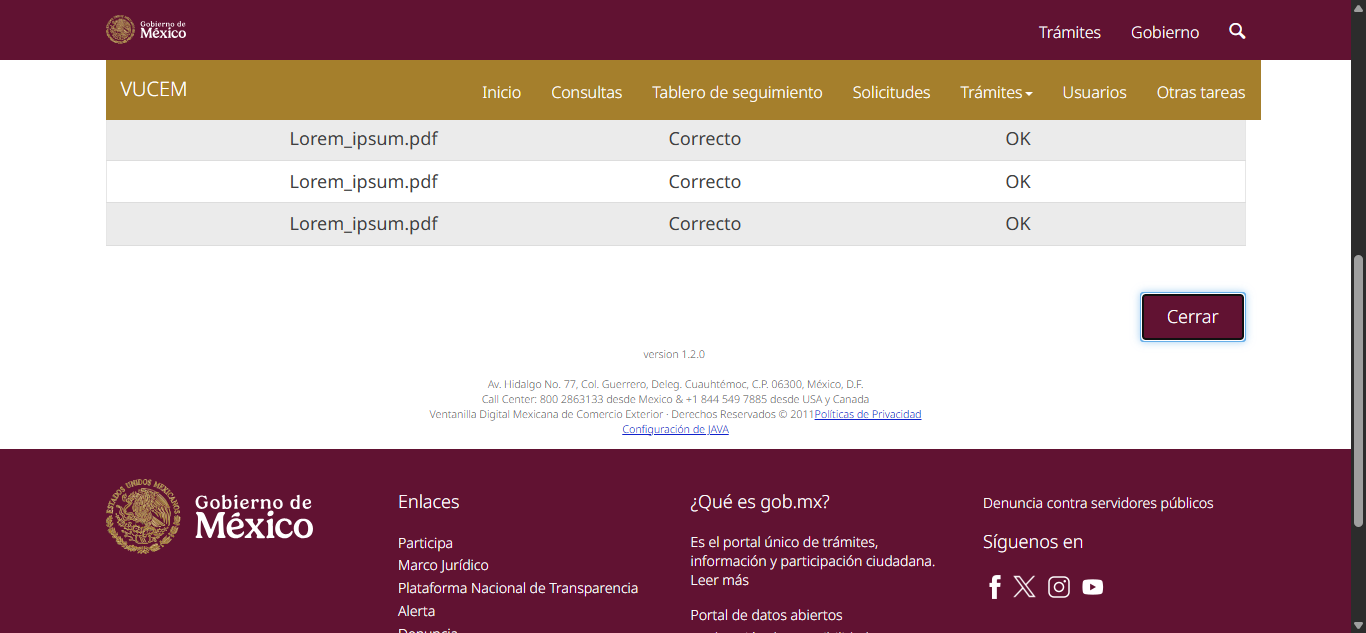 Gobierno de
México
Trámites Gobierno
VUCEM Inicio Consultas Tablero de seguimiento Solicitudes Trámites Usuarios Otras tareas
Lorem_ipsum.pdf Correcto OK
Lorem_ipsum.pdf Correcto OK
Lorem_ipsum.pdf Correcto OK
Cerrar
version 1.2.0
Av. Hidalgo No. 77, Col. Guerrero, Deleg. Cuauhtémoc, C.P. 06300, México, D.F.
Call Center: 800 2863133 desde Mexico & +1 844 549 7885 desde USA y Canada
Ventanilla Digital Mexicana de Comercio Exterior · Derechos Reservados © 2011Políticas de Privacidad
Configuración de JAVA
ESTADOS UNIDOS MEXICANOS
Gobierno de
México
Enlaces
Participa
Marco Jurídico
Plataforma Nacional de Transparencia
Alerta
Denuncia
¿Qué es gob.mx?
Es el portal único de trámites,
información y participación ciudadana.
Leer más
Portal de datos abiertos
Denuncia contra servidores públicos
Síguenos en